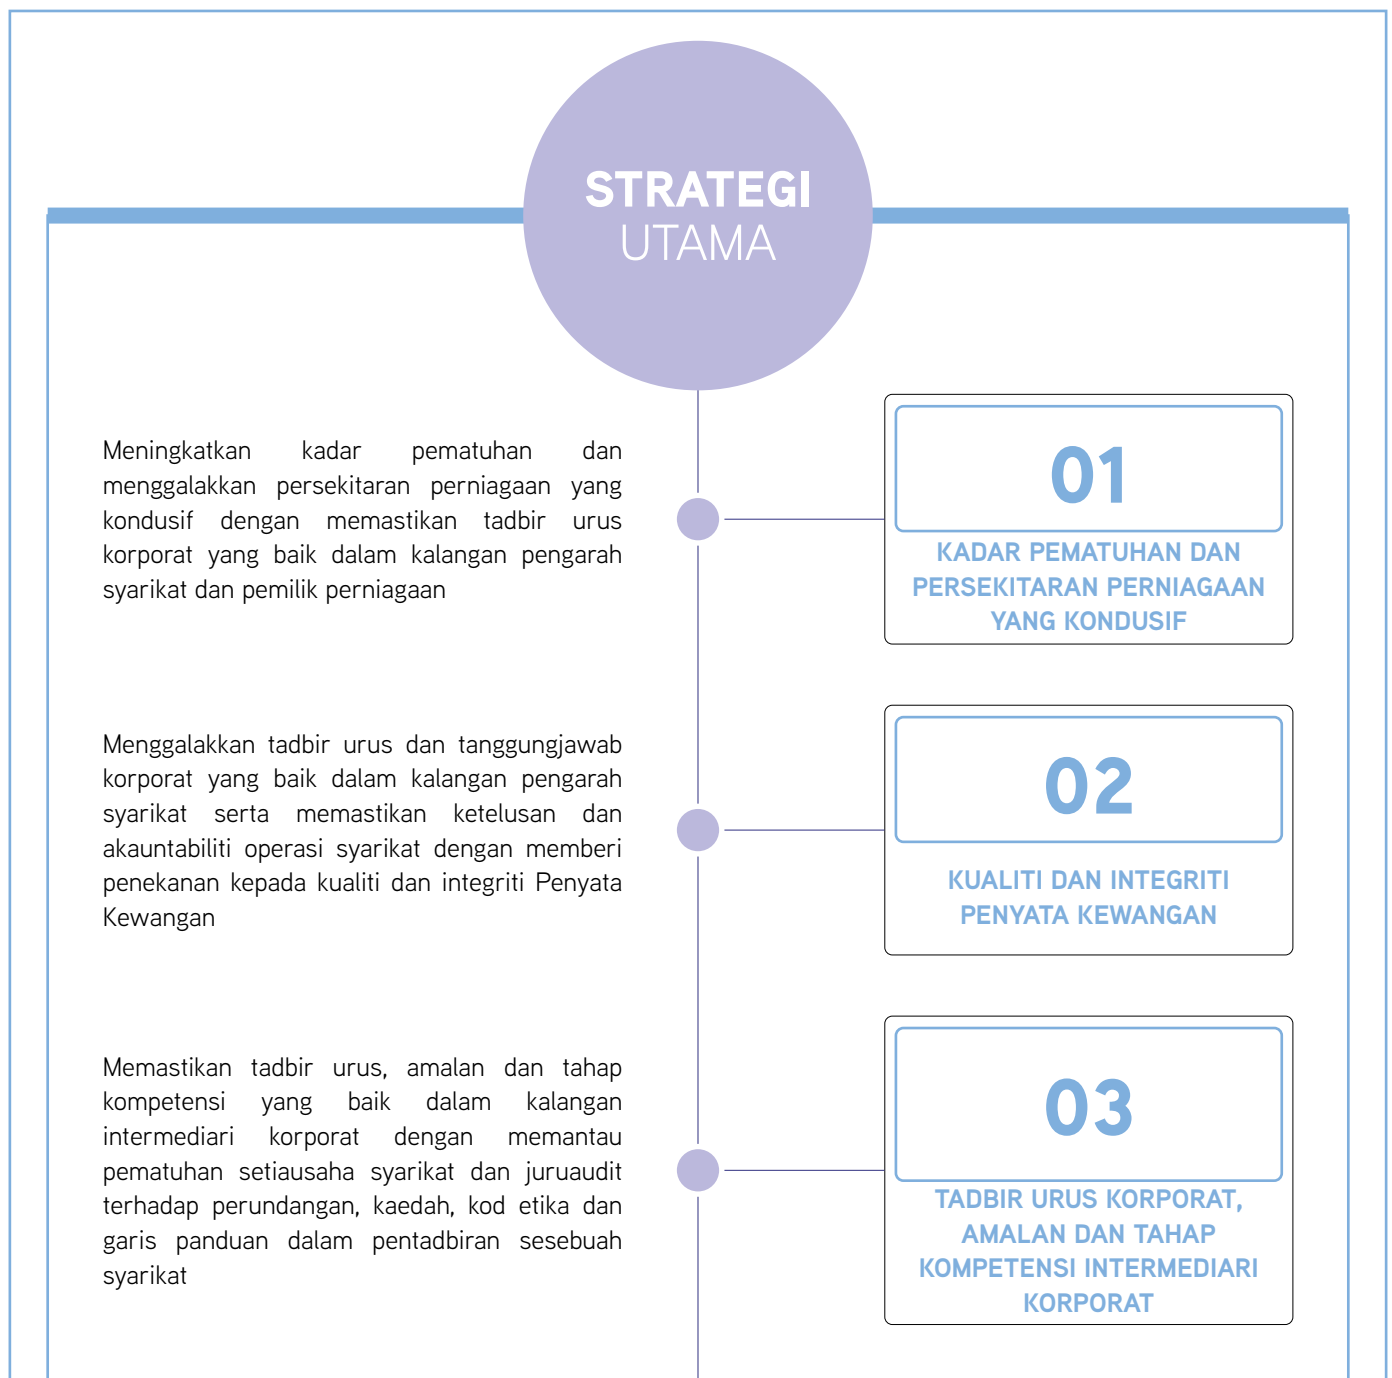 STRATEGI
UTAMA
Meningkatkan kadar pematuhan dan
menggalakkan persekitaran perniagaan yang
kondusif dengan memastikan tadbir urus
korporat yang baik dalam kalangan pengarah
syarikat dan pemilik perniagaan
01
KADAR PEMATUHAN DAN
PERSEKITARAN PERNIAGAAN
YANG KONDUSIF
Menggalakkan tadbir urus dan tanggungjawab
korporat yang baik dalam kalangan pengarah
syarikat serta memastikan ketelusan dan
akauntabiliti operasi syarikat dengan memberi
penekanan kepada kualiti dan integriti Penyata
Kewangan
02
KUALITI DAN INTEGRITI
PENYATA KEWANGAN
Memastikan tadbir urus, amalan dan tahap
kompetensi yang baik dalam kalangan
intermediari korporat dengan memantau
pematuhan setiausaha syarikat dan juruaudit
terhadap perundangan, kaedah, kod etika dan
garis panduan dalam pentadbiran sesebuah
syarikat
03
TADBIR URUS KORPORAT,
AMALAN DAN TAHAP
KOMPETENSI INTERMEDIARI
KORPORAT